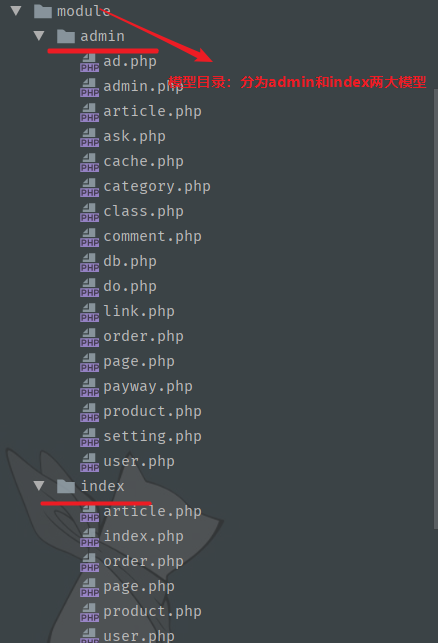 module
admin
ad.php
模型目录：分为admin和index两大模型
admin.php
article.php
ask.php
cache.php
category.php
class.php
comment.php
db.php
do.php
link.php
order.php
page.php
payway.php
product.php
setting.php
user.php
index
article.php
index.php
order.php
page.php
product.php
user.php